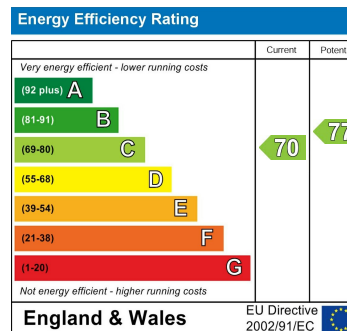 Energy Efficiency Rating
Current
Very energy efficient - lower running costs
(92 plus) A
(81-91) B
(69-80) C
(55-68) D
(39-54) E
(21-38) F
(1-20) G
70
77
Not energy efficient - higher running costs
England & Wales
EU Directive
2002/91/EC